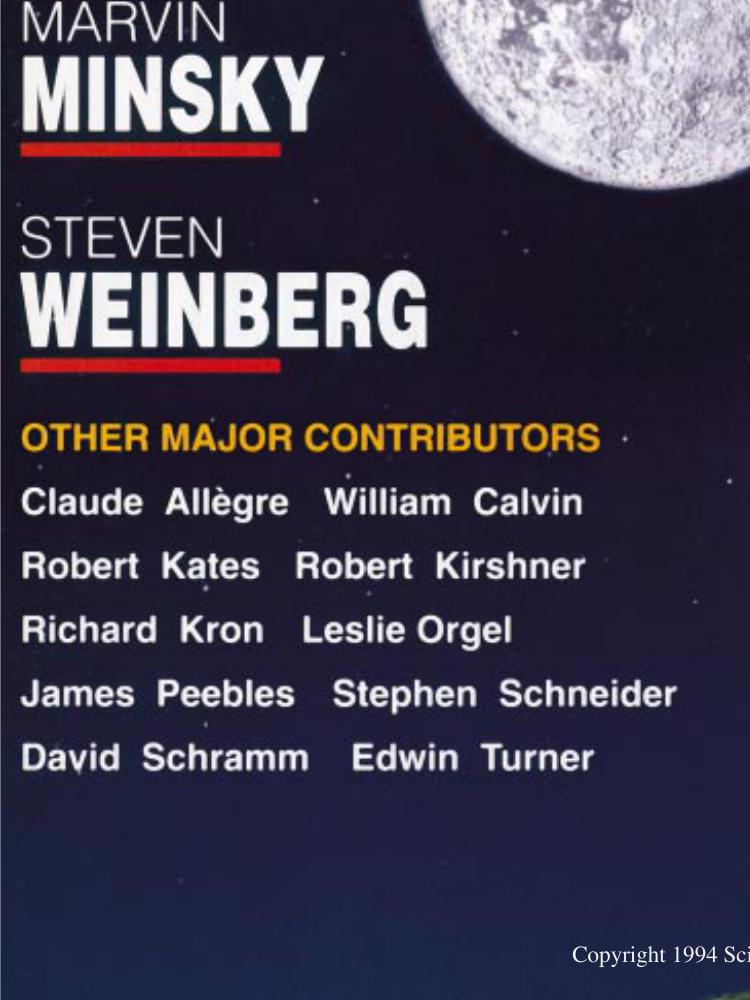 MARVIN
MINSKY
STEVEN
WEINBERG
OTHER MAJOR CONTRIBUTORS
Claude Allègre William Calvin
Robert Kates Robert Kirshner
Richard Kron Leslie Orgel
James Peebles Stephen Schneider
David Schramm Edwin Turner
Copyright 1994